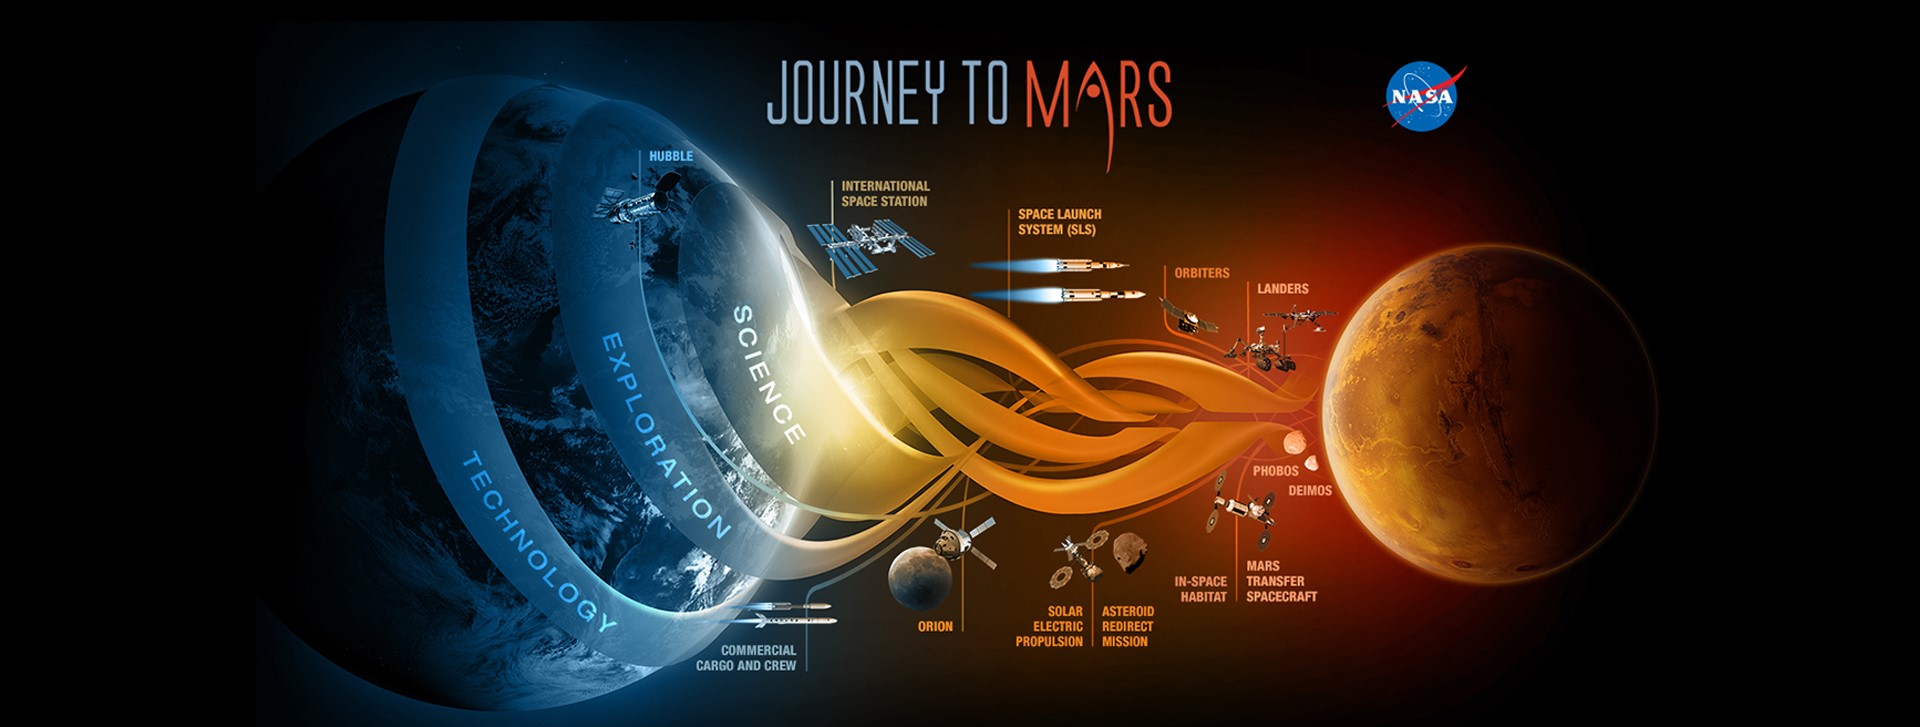 JOURNEY TO MARS
NASA
HUBBLE
INTERNATIONAL
SPACE STATION
SPACE LAUNCH
SYSTEM (SLS)
ORBITERS
LANDERS
SCIENCE
EXPLORATION
TECHNOLOGY
PHOBOS
DEIMOS
COMMERCIAL
CARGO AND CREW
ORION
SOLAR
ELECTRIC
PROPULSION
ASTEROID
REDIRECT
MISSION
IN-SPACE
HABITAT
MARS
TRANSFER
SPACECRAFT